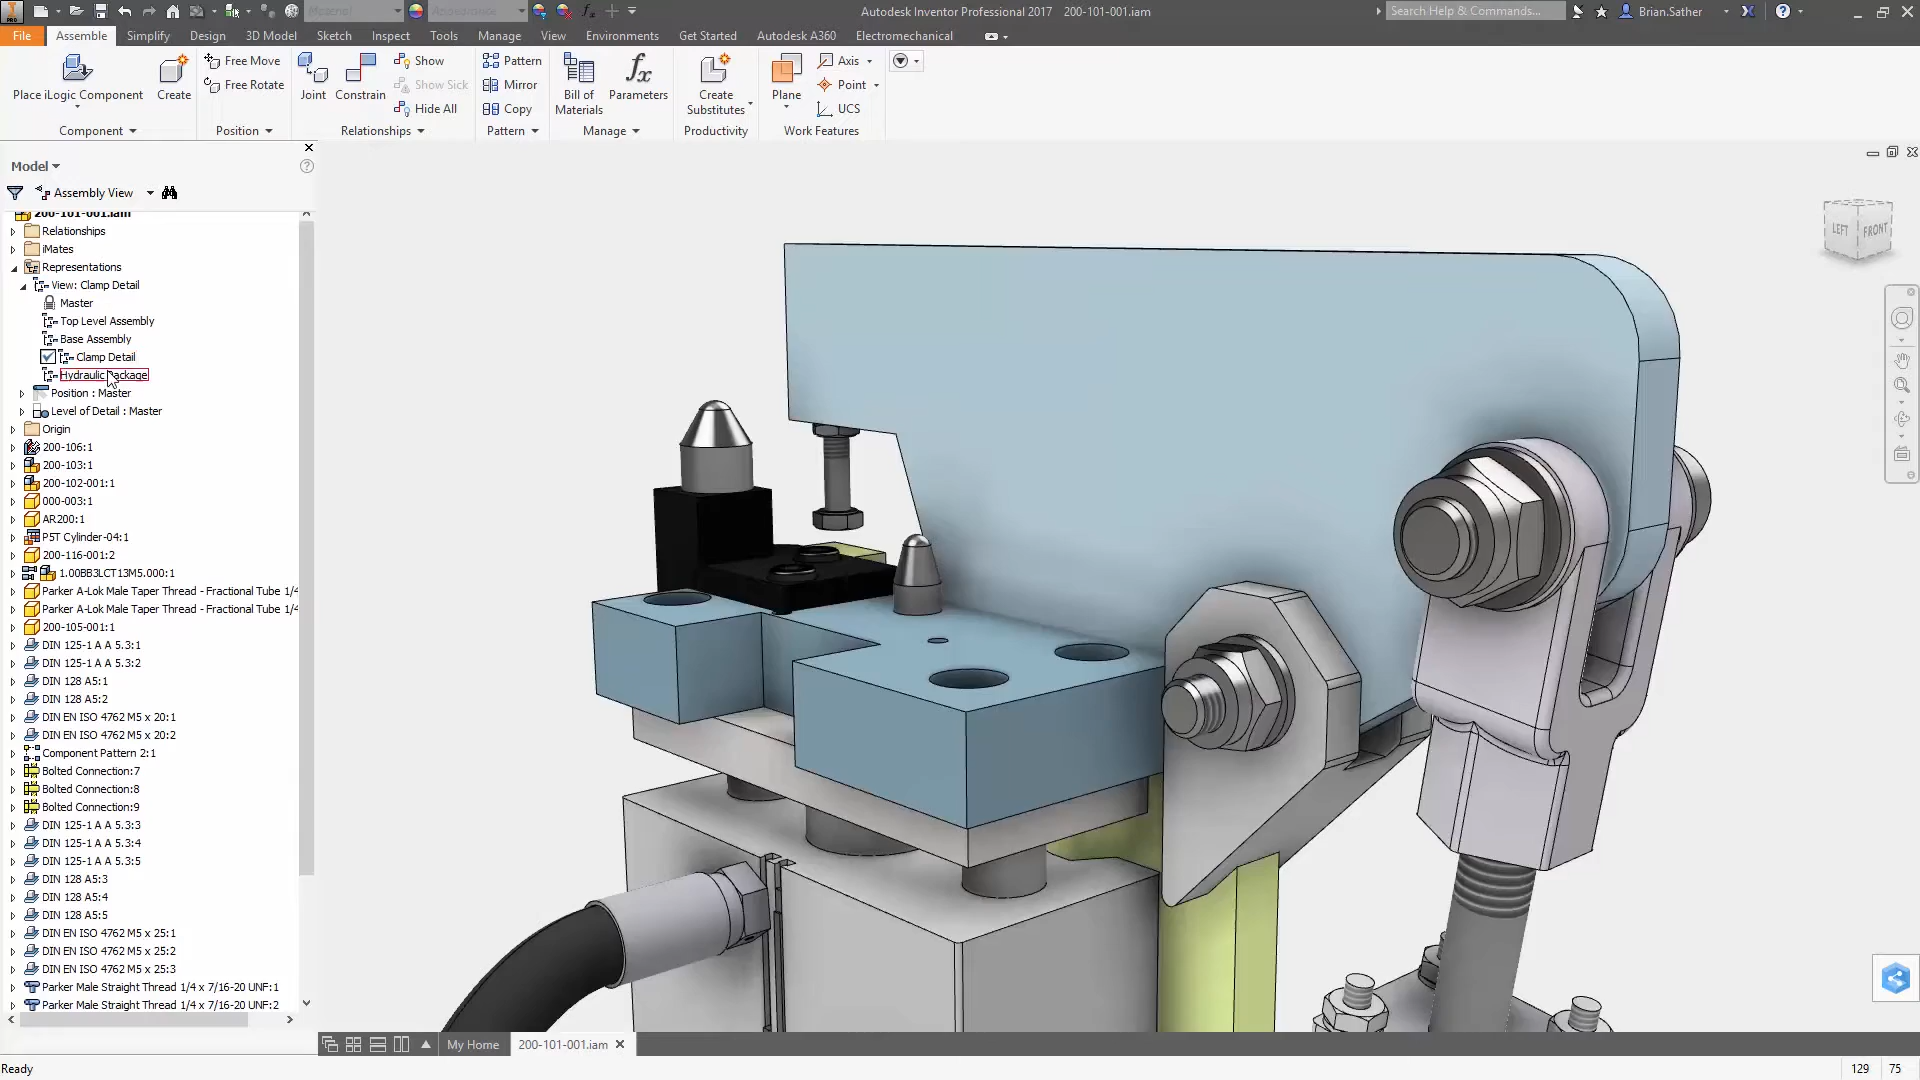 Material
Appearance
Autodesk Inventor Professional 2017 200-101-001.iam
Search Help & Commands...
Brian.Sather
File
Assemble
Simplify
Design
3D Model
Sketch
Inspect
Tools
Manage
View
Environments
Get Started
Autodesk A360
Electromechanical
Place iLogic Component
Create
Free Move
Free Rotate
Joint
Constrain
Show
Show Sick
Hide All
Pattern
Mirror
Copy
Bill of
Materials
Parameters
Create
Substitutes
Plane
Axis
Point
UCS
Component
Position
Relationships
Pattern
Manage
Productivity
Work Features
Model
Assembly View
200-101-001.iam
Relationships
iMates
Representations
View: Clamp Detail
Master
Top Level Assembly
Base Assembly
Clamp Detail
Hydraulic Package
Position : Master
Level of Detail : Master
Origin
200-106:1
200-103:1
200-102-001:1
000-003:1
AR200:1
P5T Cylinder-04:1
200-116-001:2
1.00BB3LCT13M5.000:1
Parker A-Lok Male Taper Thread - Fractional Tube 1/4
Parker A-Lok Male Taper Thread - Fractional Tube 1/4
200-105-001:1
DIN 125-1 A A 5.3:1
DIN 125-1 A A 5.3:2
DIN 128 A5:1
DIN 128 A5:2
DIN EN ISO 4762 M5 x 20:1
DIN EN ISO 4762 M5 x 20:2
Component Pattern 2:1
Bolted Connection:7
Bolted Connection:8
Bolted Connection:9
DIN 125-1 A A 5.3:3
DIN 125-1 A A 5.3:4
DIN 125-1 A A 5.3:5
DIN 128 A5:3
DIN 128 A5:4
DIN 128 A5:5
DIN EN ISO 4762 M5 x 25:1
DIN EN ISO 4762 M5 x 25:2
DIN EN ISO 4762 M5 x 25:3
Parker Male Straight Thread 1/4 x 7/16-20 UNF:1
Parker Male Straight Thread 1/4 x 7/16-20 UNF:2
LEFT
FRONT
My Home
200-101-001.iam
Ready
129
75